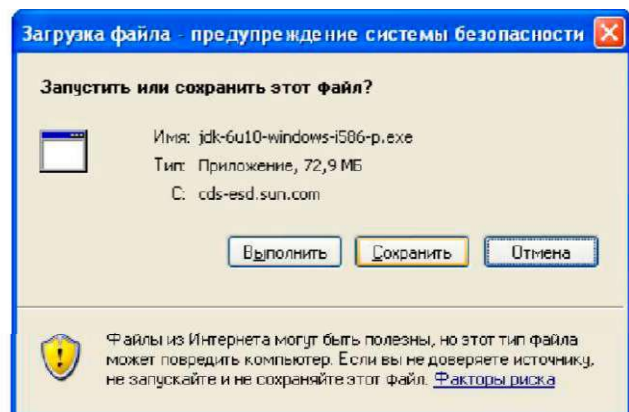 Загрузка файла - предупреждение системы безопасности
Запустить или сохранить этот файл?
Имя: jdk-6u10-windows-i586-p.exe
Тип: Приложение, 72,9 МБ
С: cds-esd.sun.com
Выполнить Сохранить Отмена
Файлы из Интернета могут быть полезны, но этот тип файла
может повредить компьютер. Если вы не доверяете источнику,
не запускайте и не сохраняйте этот файл. Факторы риска